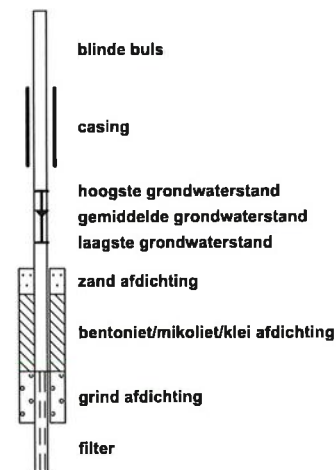 blinde buis
casing
hoogste grondwaterstand
gemiddelde grondwaterstand
laagste grondwaterstand
zand afdichting
bentoniet/mikoliet/klei afdichting
grind afdichting
filter